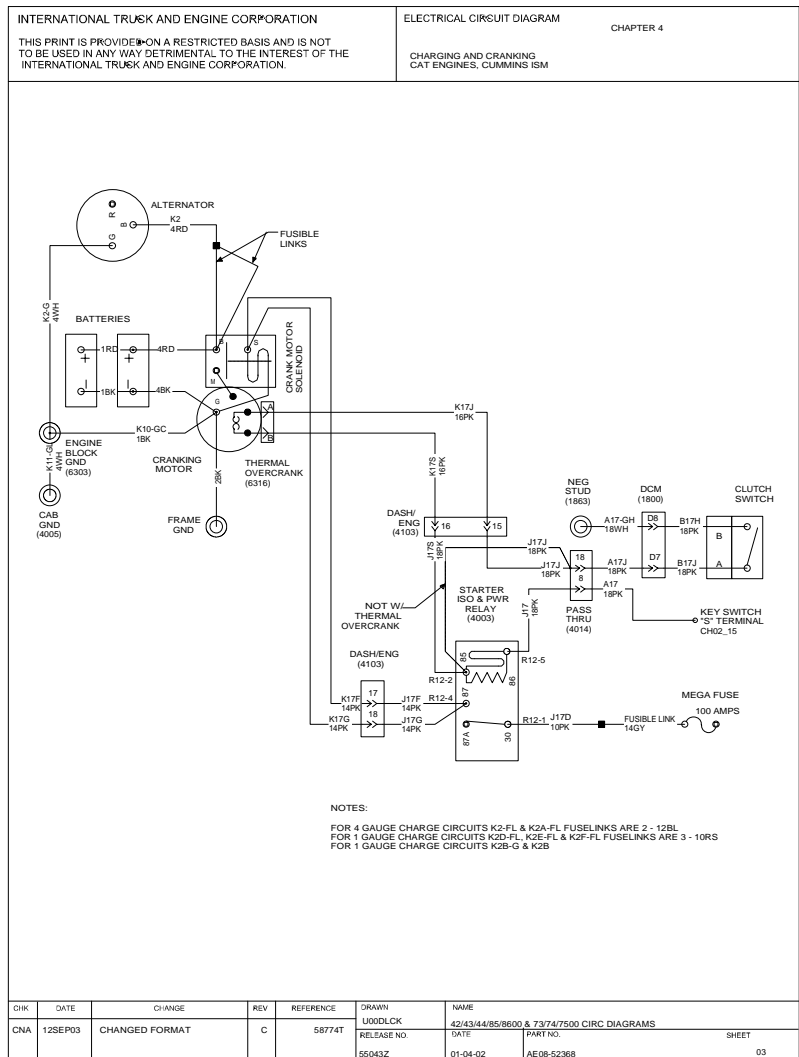 INTERNATIONAL TRUCK AND ENGINE CORPORATION
THIS PRINT IS PROVIDED ON A RESTRICTED BASIS AND IS NOT
TO BE USED IN ANY WAY DETRIMENTAL TO THE INTEREST OF THE
INTERNATIONAL TRUCK AND ENGINE CORPORATION.
ELECTRICAL CIRCUIT DIAGRAM
CHAPTER 4
CHARGING AND CRANKING
CAT ENGINES, CUMMINS ISM
ALTERNATOR
R
B
G
K2
4RD
FUSIBLE
LINKS
K2-G
4WH
BATTERIES
1RD
4RD
+
+
1BK
4BK
B
S
M
G
CRANK MOTOR
SOLENOID
A
B
K10-GC
1BK
ENGINE
BLOCK
GND
(6303)
K11-GL
4WH
CAB
GND
(4005)
CRANKING
MOTOR
2BK
FRAME
GND
THERMAL
OVERCRANK
(6316)
K17J
16PK
K17S
16PK
DASH/
ENG
(4103)
16
15
J17S
18PK
J17J
18PK
J17J
18PK
NEG
STUD
(1863)
DCM
(1800)
CLUTCH
SWITCH
A17-GH
18WH
D8
B17H
18PK
B
18
A17J
18PK
D7
B17J
18PK
A
8
A17
18PK
PASS
THRU
(4014)
KEY SWITCH
"S" TERMINAL
CH02_15
NOT W/
THERMAL
OVERCRANK
STARTER
ISO & PWR
RELAY
(4003)
J17
18PK
85
R12-5
R12-2
86
DASH/ENG
(4103)
K17F
14PK
17
J17F
14PK
R12-4
87
K17G
14PK
18
J17G
14PK
87A
30
R12-1
J17D
10PK
FUSIBLE LINK
14GY
MEGA FUSE
100 AMPS
NOTES:
FOR 4 GAUGE CHARGE CIRCUITS K2-FL & K2A-FL FUSELINKS ARE 2 - 12BL
FOR 1 GAUGE CHARGE CIRCUITS K2D-FL, K2E-FL & K2F-FL FUSELINKS ARE 3 - 10RS
FOR 1 GAUGE CHARGE CIRCUITS K2B-G & K2B
CHK
DATE
CHANGE
REV
REFERENCE
DRAWN
NAME
CNA
12SEP03
CHANGED FORMAT
C
58774T
U00DLCK
42/43/44/85/8600 & 73/74/7500 CIRC DIAGRAMS
RELEASE NO.
DATE
PART NO.
SHEET
55043Z
01-04-02
AE08-52368
03